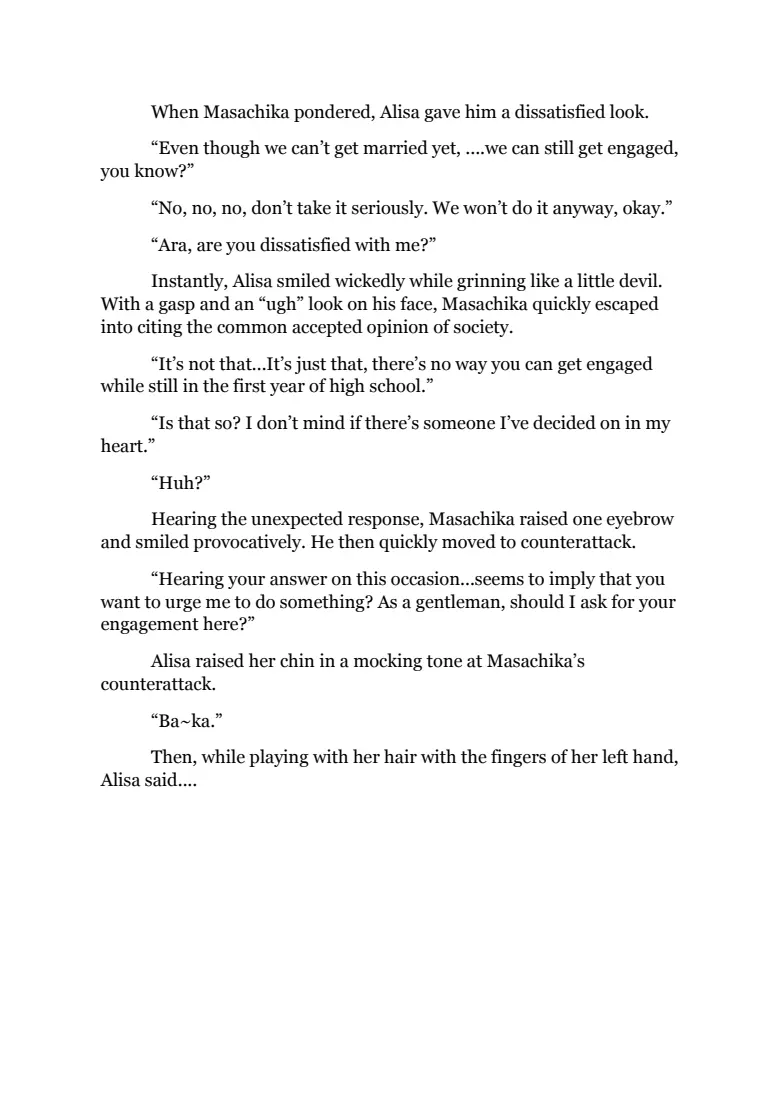 When Masachika pondered, Alisa gave him a dissatisfied look.
“Even though we can’t get married yet, ....we can still get engaged,
you know?”
“No, no, no, don’t take it seriously. We won’t do it anyway, okay.”
“Ara, are you dissatisfied with me?”
Instantly, Alisa smiled wickedly while grinning like a little devil.
With a gasp and an “ugh” look on his face, Masachika quickly escaped
into citing the common accepted opinion of society.
“It’s not that...It’s just that, there’s no way you can get engaged
while still in the first year of high school.”
“Is that so? I don’t mind if there’s someone I’ve decided on in my
heart.”
“Huh?”
Hearing the unexpected response, Masachika raised one eyebrow
and smiled provocatively. He then quickly moved to counterattack.
“Hearing your answer on this occasion...seems to imply that you
want to urge me to do something? As a gentleman, should I ask for your
engagement here?”
Alisa raised her chin in a mocking tone at Masachika’s
counterattack.
“Ba~ka.”
Then, while playing with her hair with the fingers of her left hand,
Alisa said....